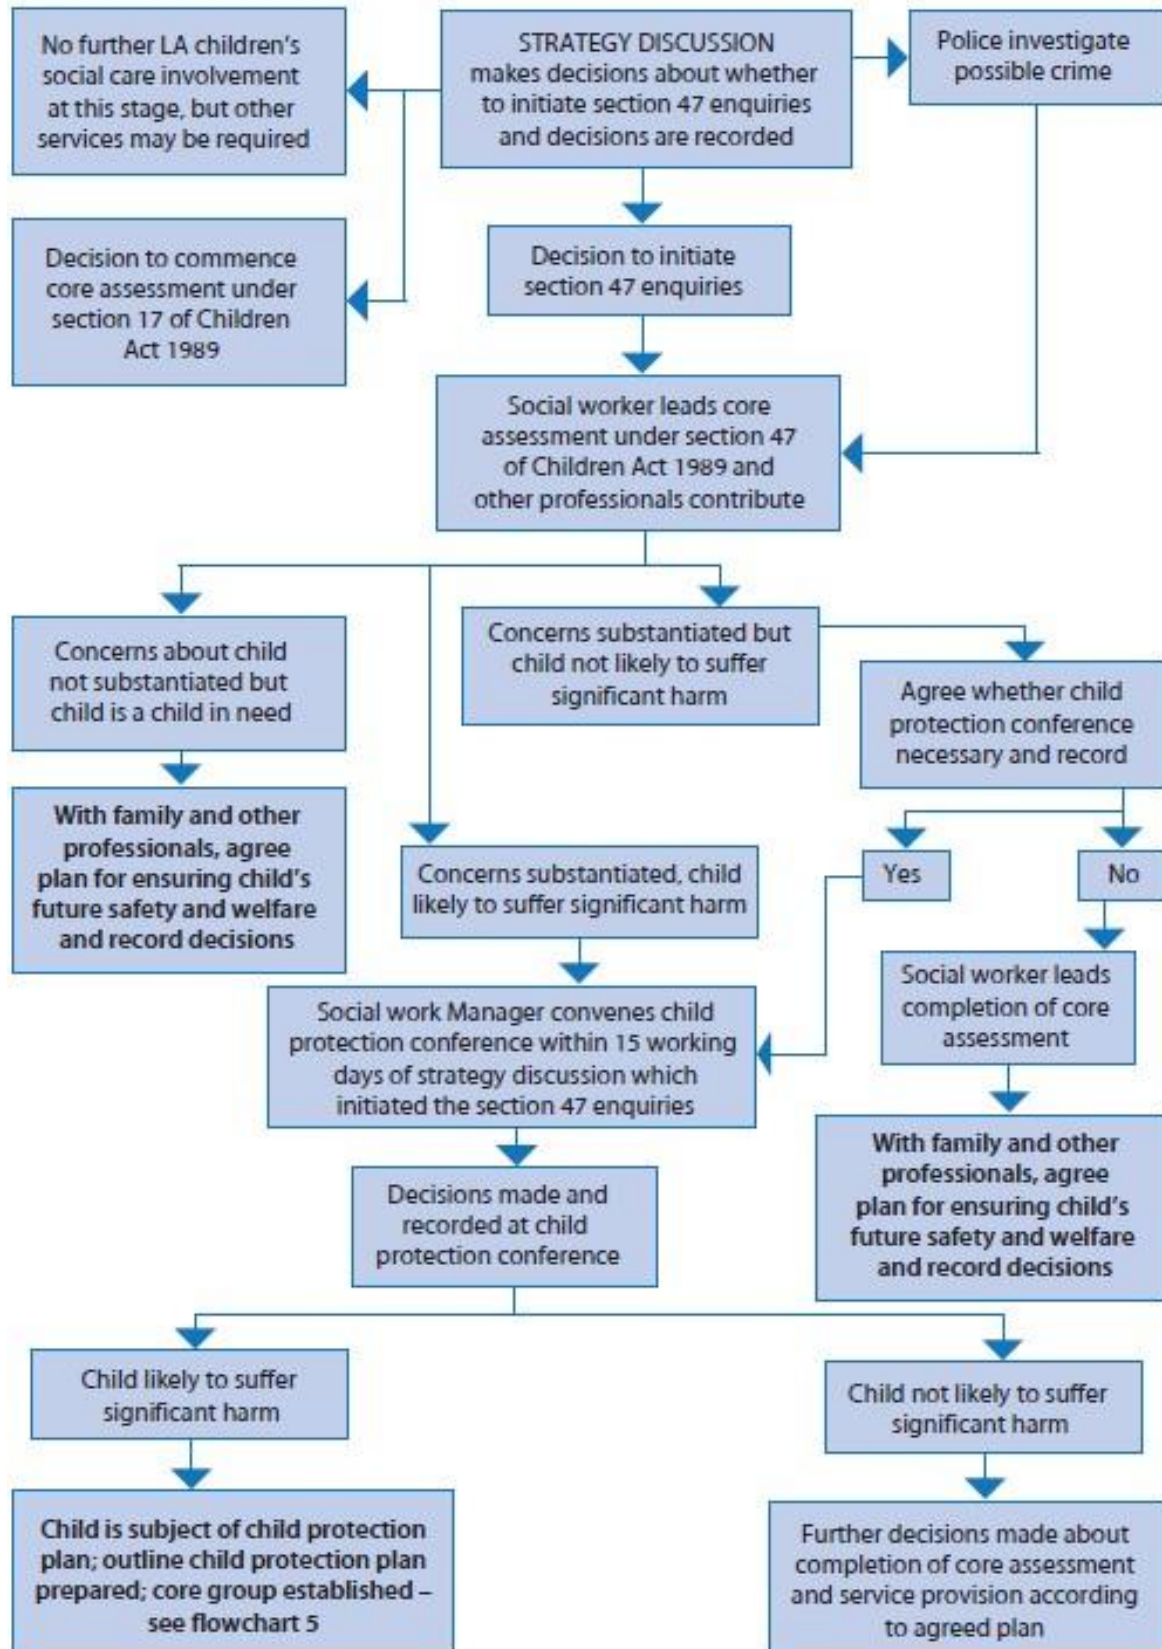 No further LA children's
social care involvement
at this stage, but other
services may be required
STRATEGY DISCUSSION
makes decisions about whether
to initiate section 47 enquiries
and decisions are recorded
Police investigate
possible crime
Decision to commence
core assessment under
section 17 of Children
Act 1989
Decision to initiate
section 47 enquiries
Social worker leads core
assessment under section 47
of Children Act 1989 and
other professionals contribute
Concerns about child
not substantiated but
child is a child in need
Concerns substantiated but
child not likely to suffer
significant harm
Agree whether child
protection conference
necessary and record
With family and other
professionals, agree
plan for ensuring child's
future safety and welfare
and record decisions
Concerns substantiated, child
likely to suffer significant harm
Yes
No
Social work Manager convenes child
protection conference within 15 working
days of strategy discussion which
initiated the section 47 enquiries
Social worker leads
completion of core
assessment
Decisions made and
recorded at child
protection conference
With family and other
professionals, agree
plan for ensuring child's
future safety and welfare
and record decisions
Child likely to suffer
significant harm
Child not likely to suffer
significant harm
Child is subject of child protection
plan; outline child protection plan
prepared; core group established –
see flowchart 5
Further decisions made about
completion of core assessment
and service provision according
to agreed plan